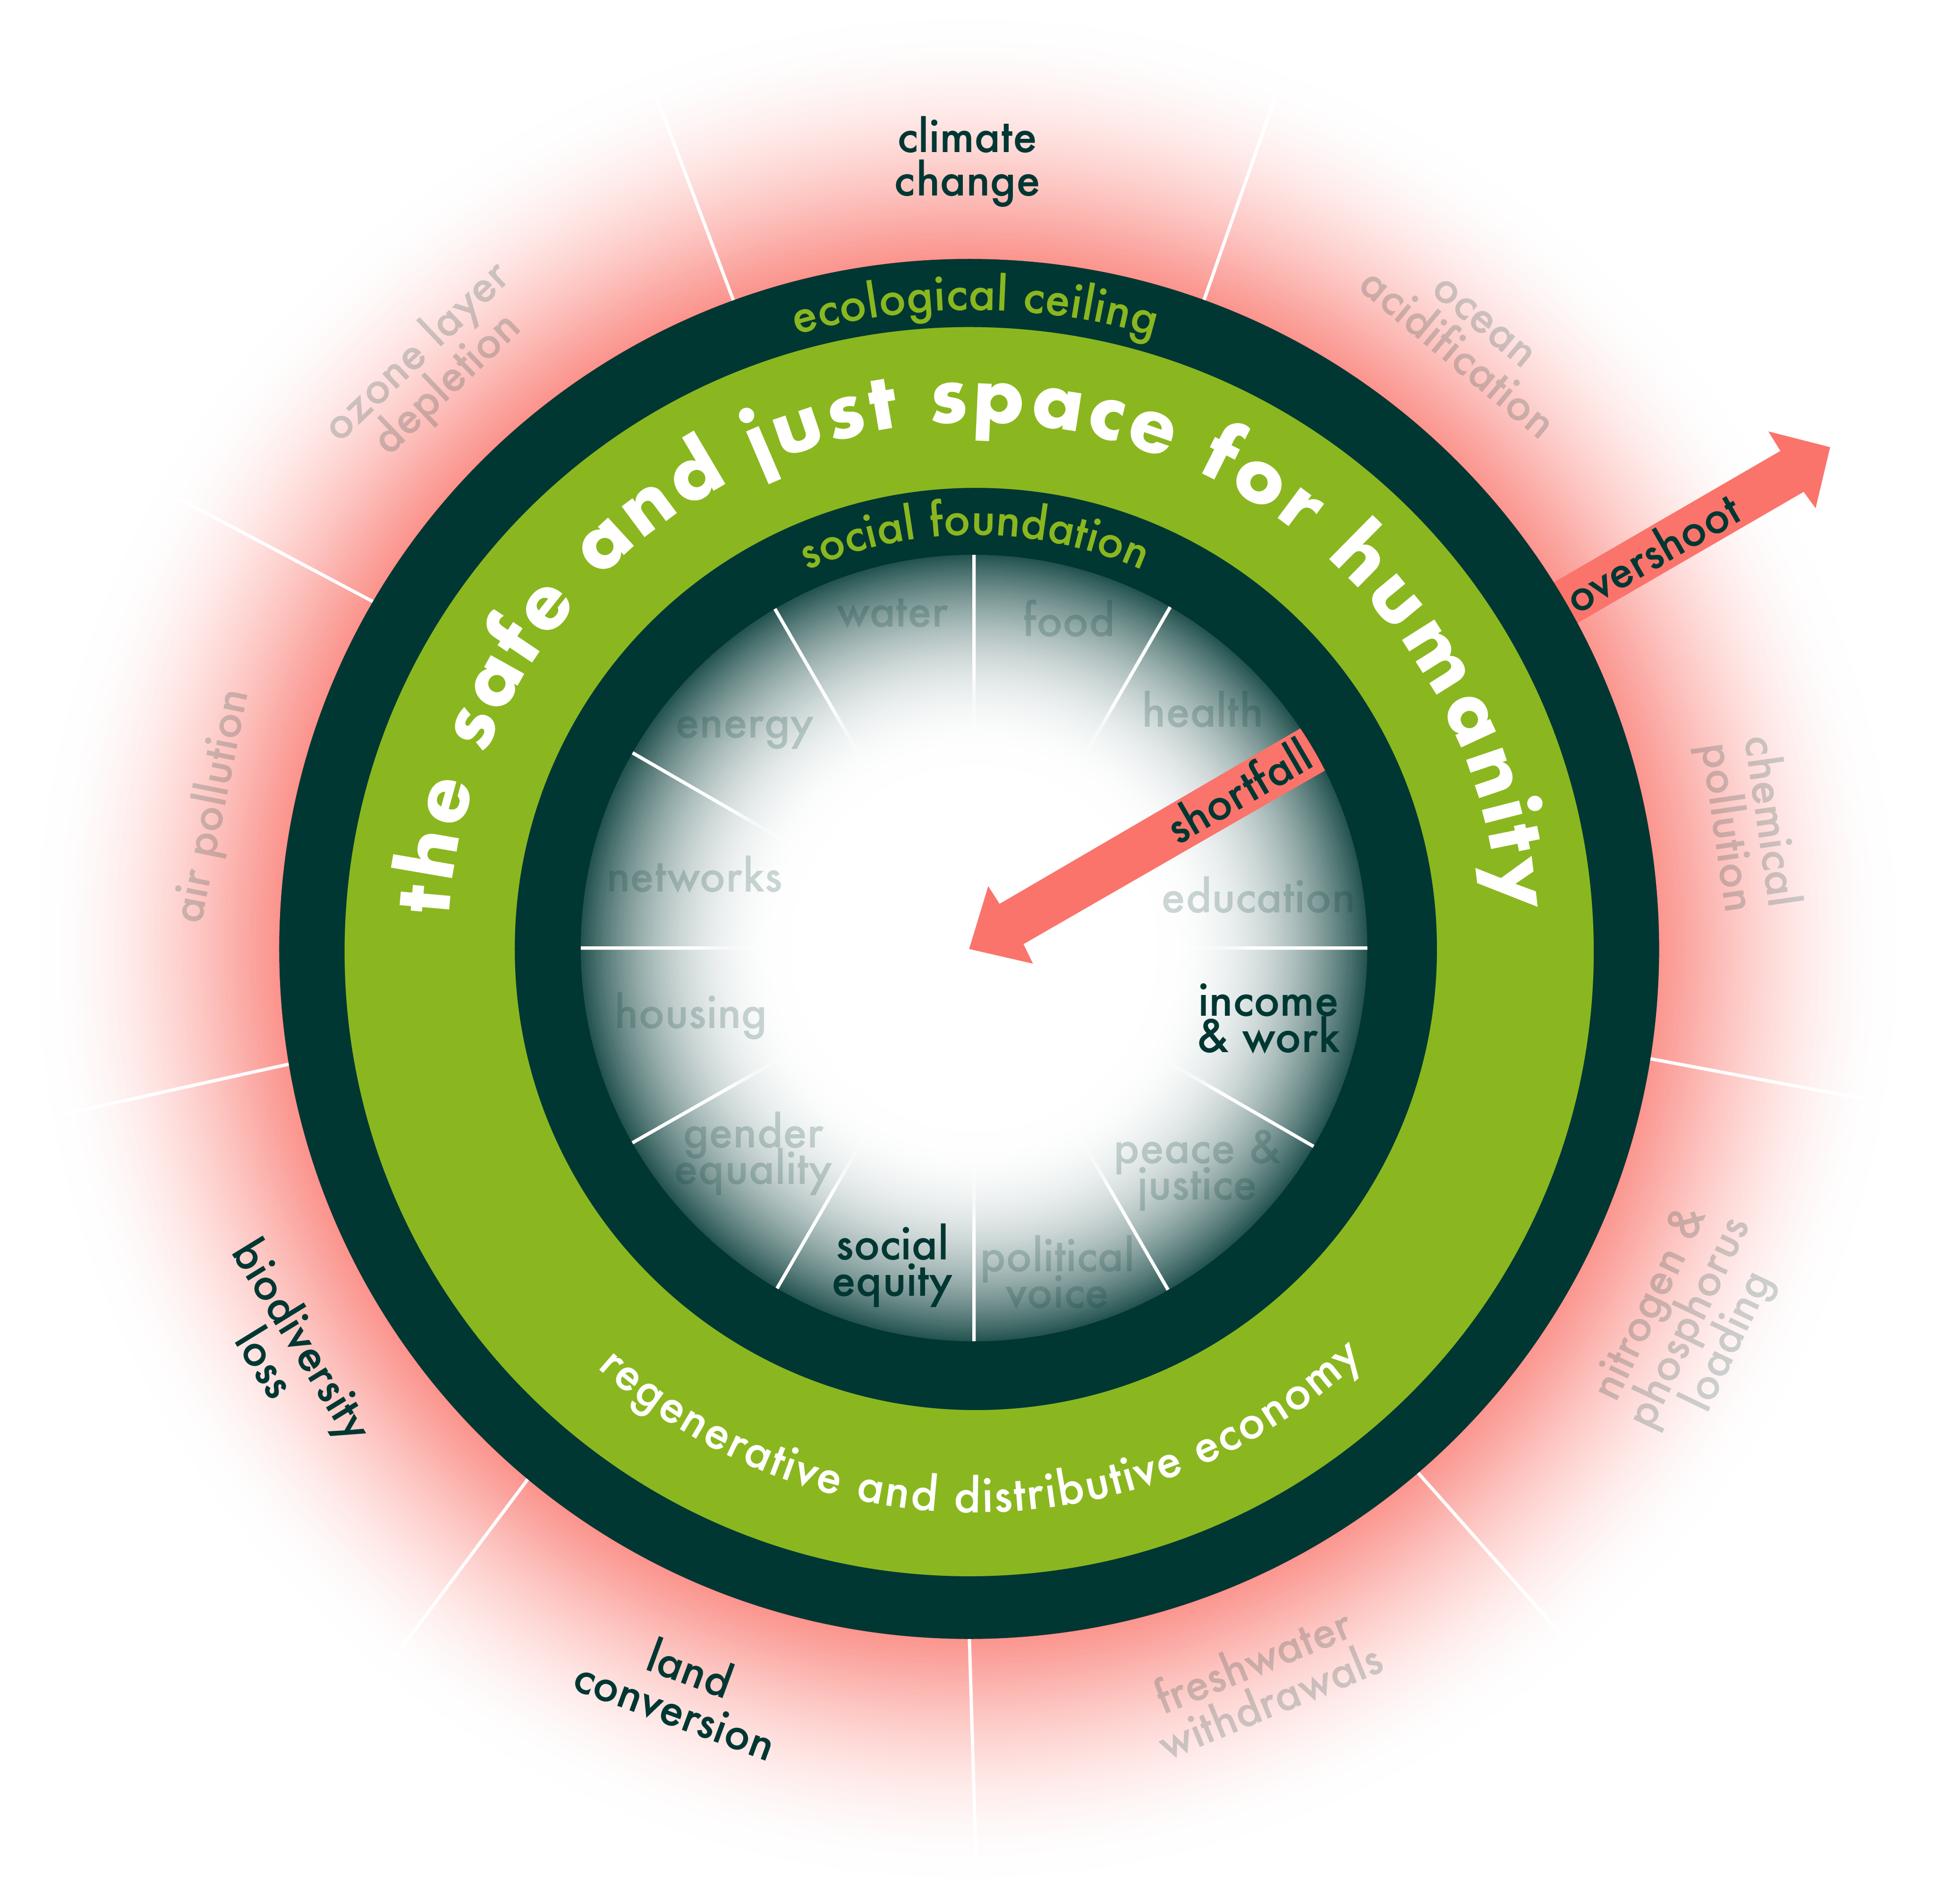 climate
change
ocean
acidification
chemical
pollution
nitrogen &
phosphorus
loading
freshwater
withdrawals
land
conversion
biodiversity
loss
air pollution
ozone layer
depletion
overshoot
ecological ceiling
the safe and just space for humanity
social foundation
water
food
health
shortfall
education
income
& work
peace &
justice
political
voice
social
equity
gender
equality
housing
networks
energy
regenerative and distributive economy